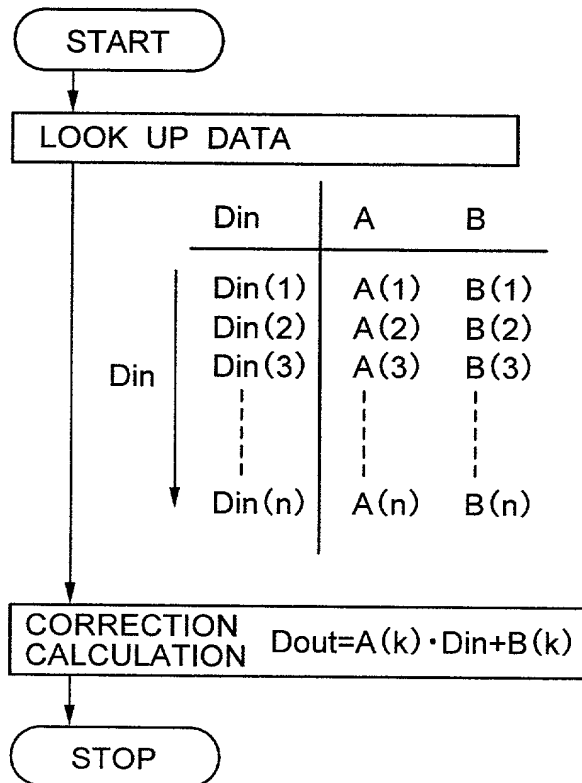 START
LOOK UP DATA
Din A B
Din(1) A(1) B(1)
Din(2) A(2) B(2)
Din Din(3) A(3) B(3)
Din(n) A(n) B(n)
CORRECTION
CALCULATION Dout=A(k)·Din+B(k)
STOP